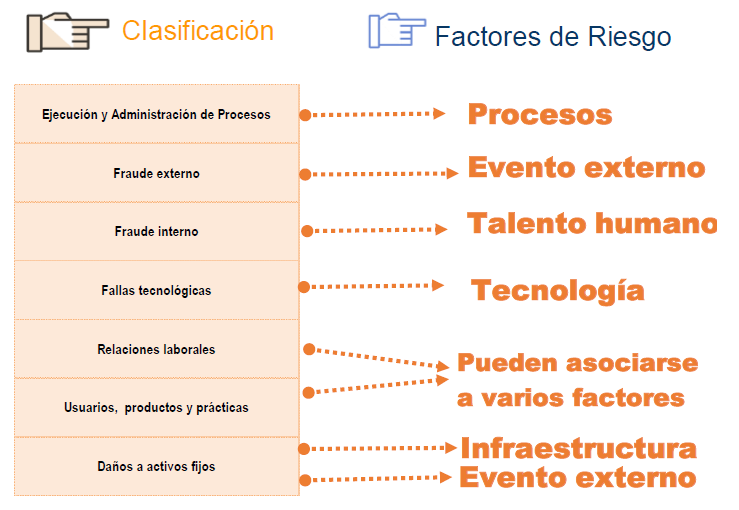 Clasificación
Factores de Riesgo
Ejecución y Administración de Procesos
Procesos
Fraude externo
Evento externo
Fraude interno
Talento humano
Fallas tecnológicas
Tecnología
Relaciones laborales
Pueden asociarse
a varios factores
Usuarios, productos y prácticas
Daños a activos fijos
Infraestructura
Evento externo